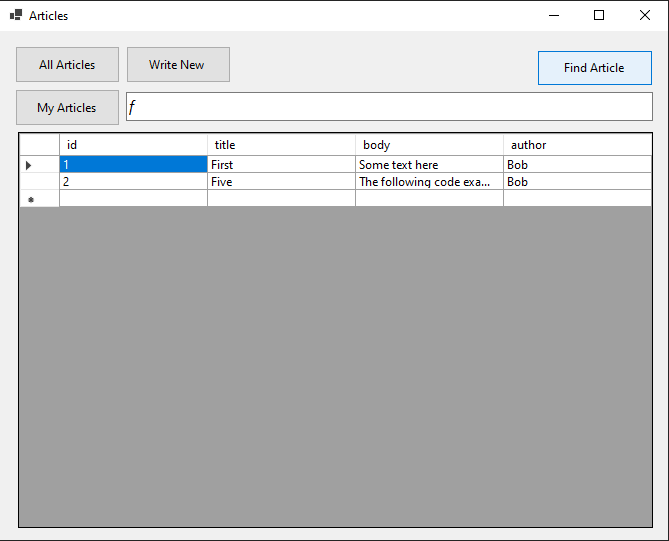 Articles
All Articles Write New Find Article
My Articles f
id title body author
1 First Some text here Bob
2 Five The following code exa... Bob